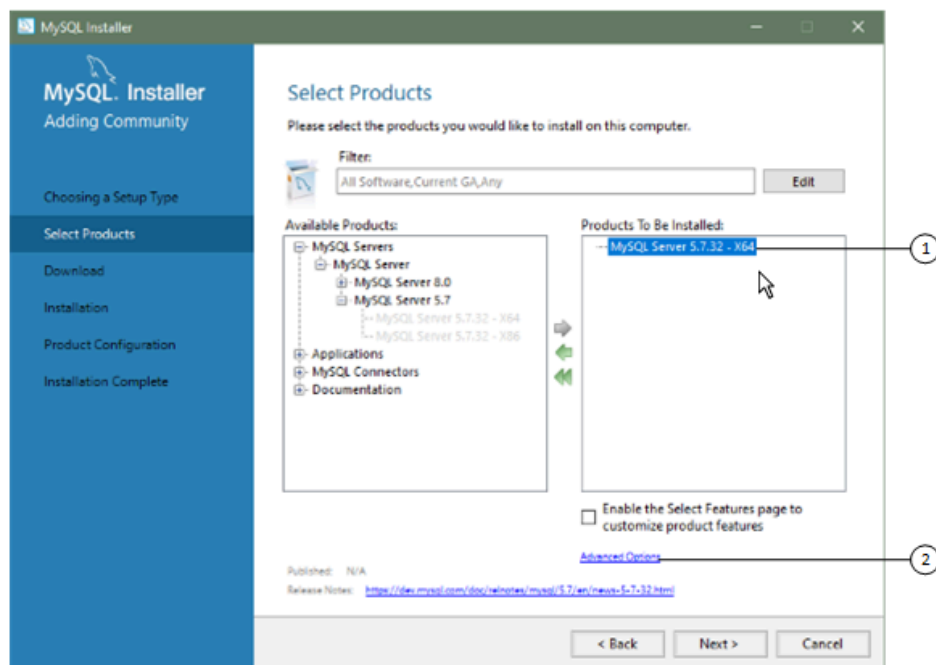 MySQL Installer
MySQL. Installer
Adding Community
Choosing a Setup Type
Select Products
Download
Installation
Product Configuration
Installation Complete
Select Products
Please select the products you would like to install on this computer.
Filter:
All Software,Current GA,Any
Edit
Available Products:
MySQL Servers
MySQL Server
MySQL Server 8.0
MySQL Server 5.7
MySQL Server 5.7.32 - X64
MySQL Server 5.7.32 - X86
Applications
MySQL Connectors
Documentation
Products To Be Installed:
MySQL Server 5.7.32 - X64
1
Enable the Select Features page to
customize product features
Advanced Options
2
Published: N/A
Release Notes: https://dev.mysql.com/doc/relnotes/mysql/5.7/en/news-5-7-32.html
< Back
Next >
Cancel